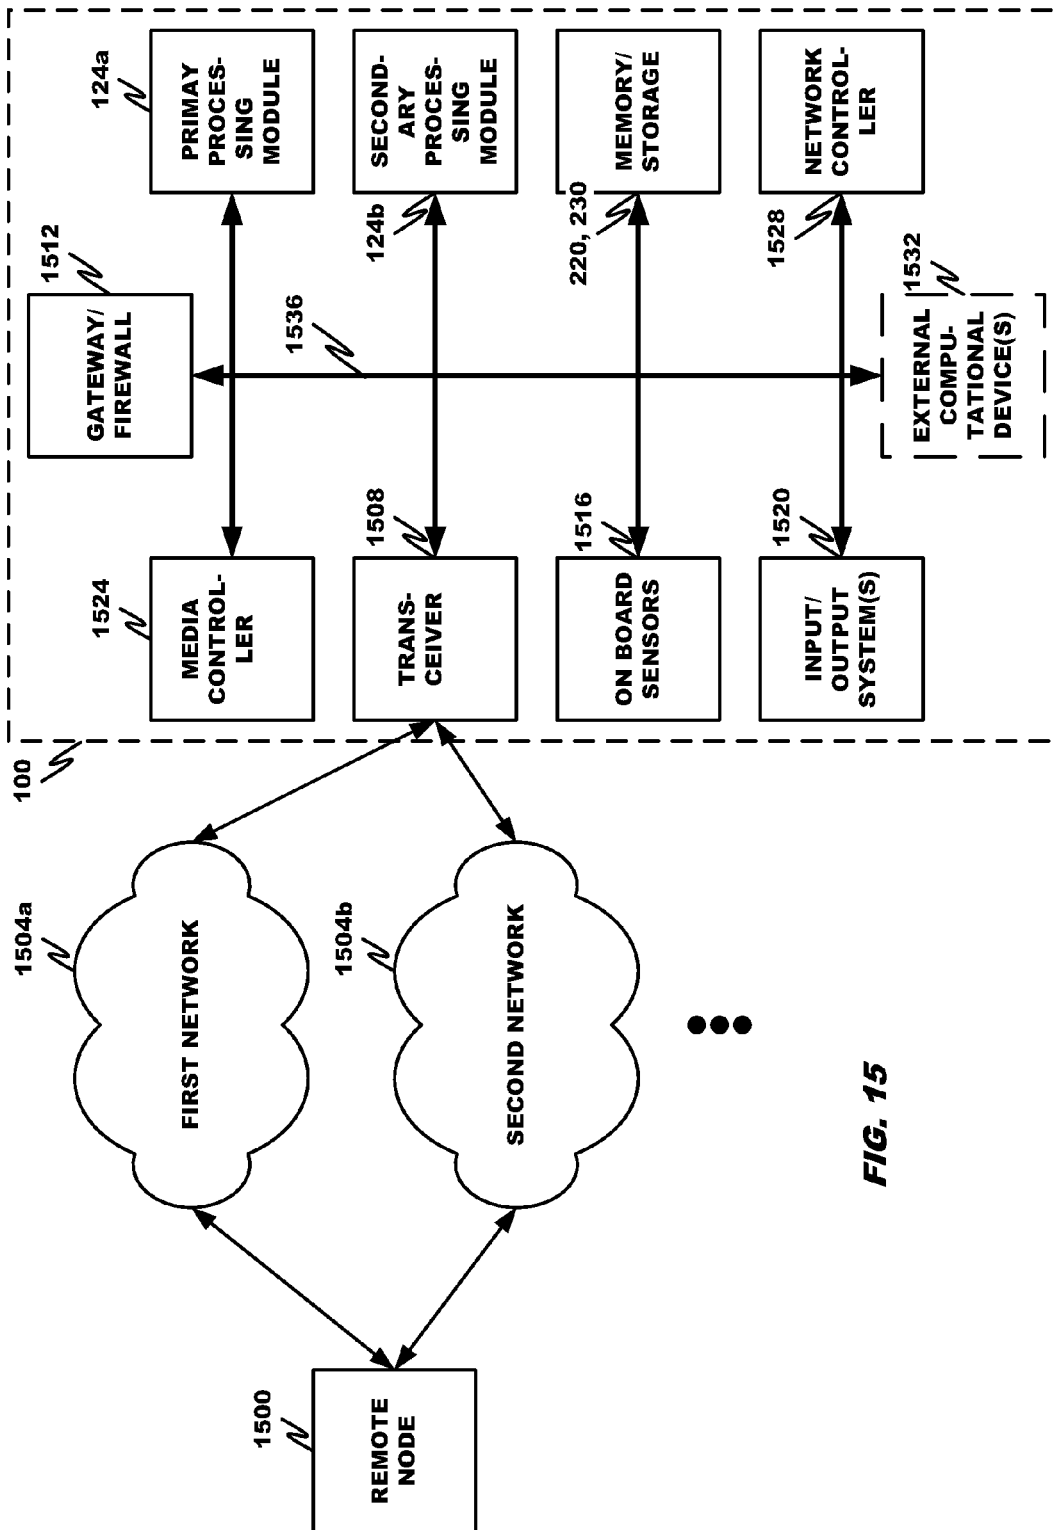 1500
REMOTE
NODE
1504a
FIRST NETWORK
1504b
SECOND NETWORK
100
1524
MEDIA
CONTROL-
LER
1508
TRANS-
CEIVER
1516
ON BOARD
SENSORS
1520
INPUT/
OUTPUT
SYSTEM(S)
1512
GATEWAY/
FIREWALL
1536
1532
EXTERNAL
COMPU-
TATIONAL
DEVICE(S)
124a
PRIMAY
PROCES-
SING
MODULE
124b
SECOND-
ARY
PROCES-
SING
MODULE
220, 230
MEMORY/
STORAGE
1528
NETWORK
CONTROL-
LER
FIG. 15